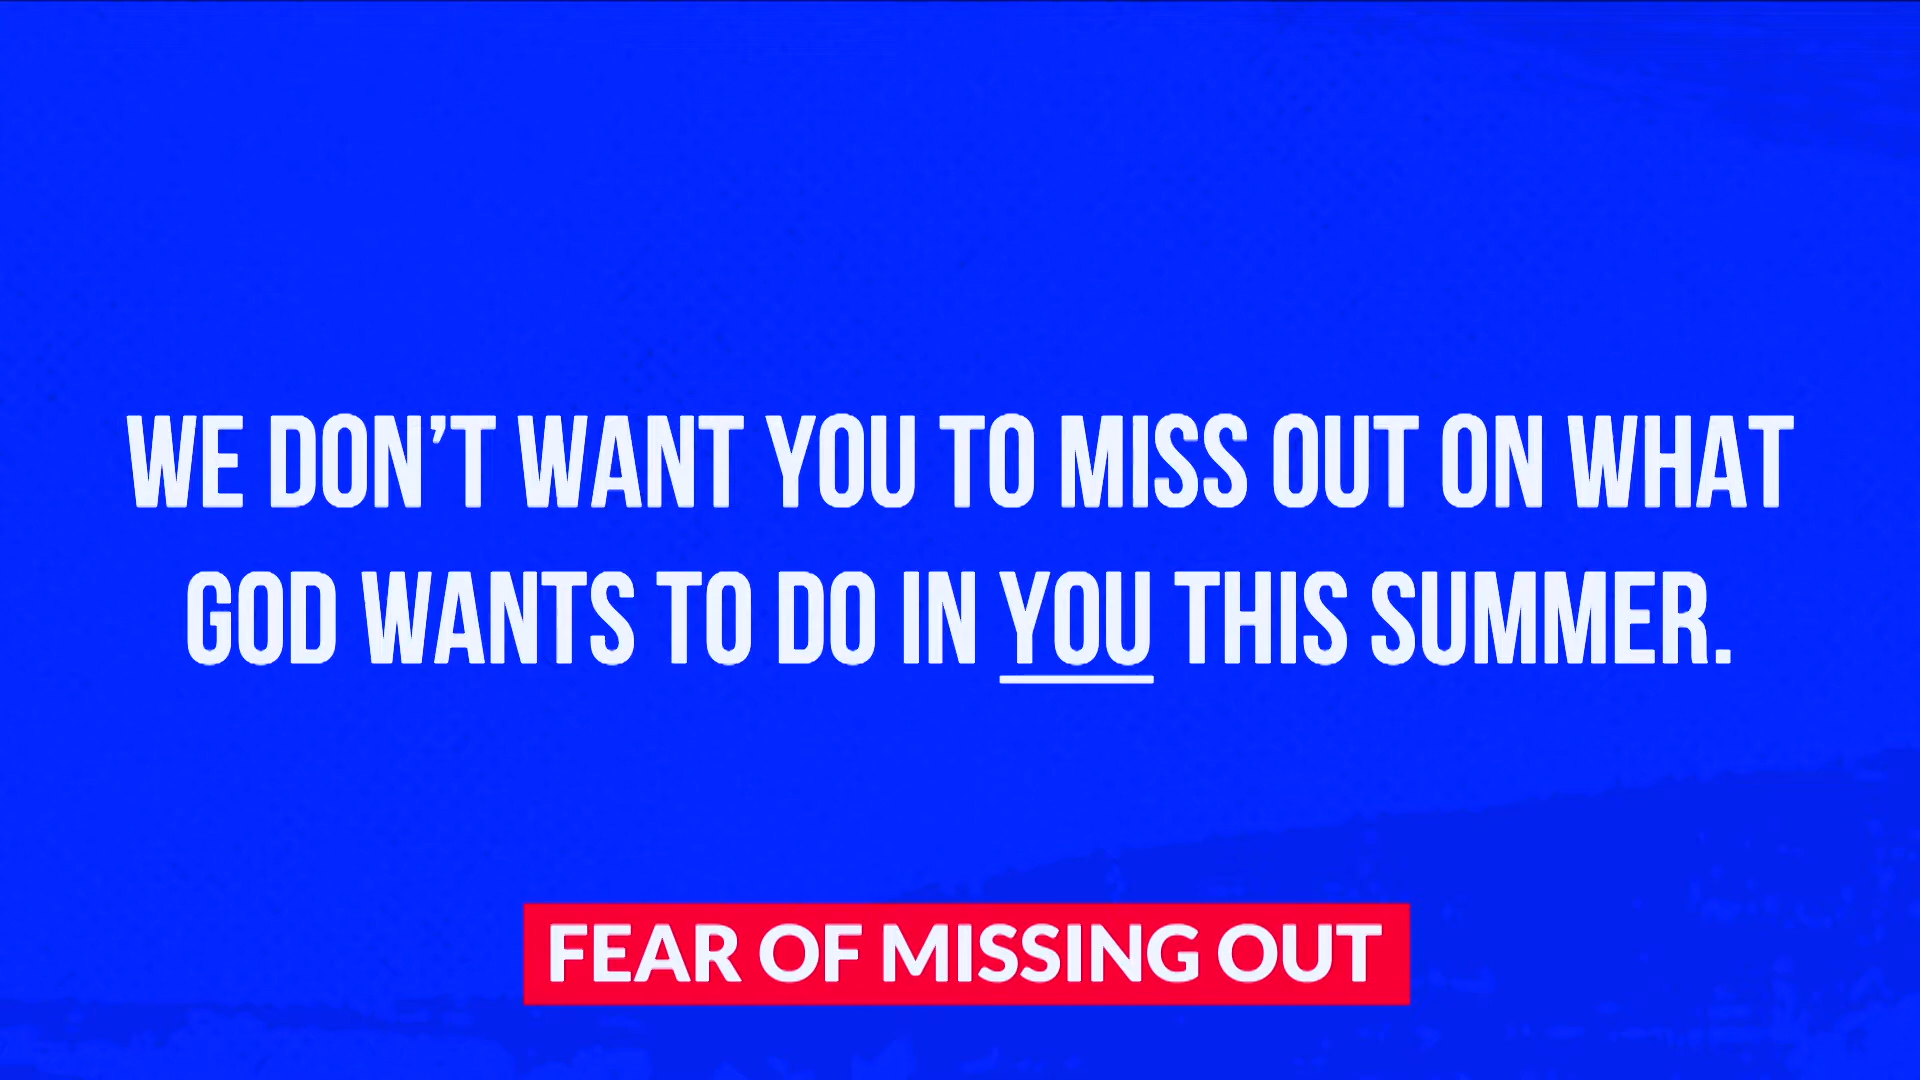 WE DON'T WANT YOU TO MISS OUT ON WHAT
GOD WANTS TO DO IN YOU THIS SUMMER.
FEAR OF MISSING OUT